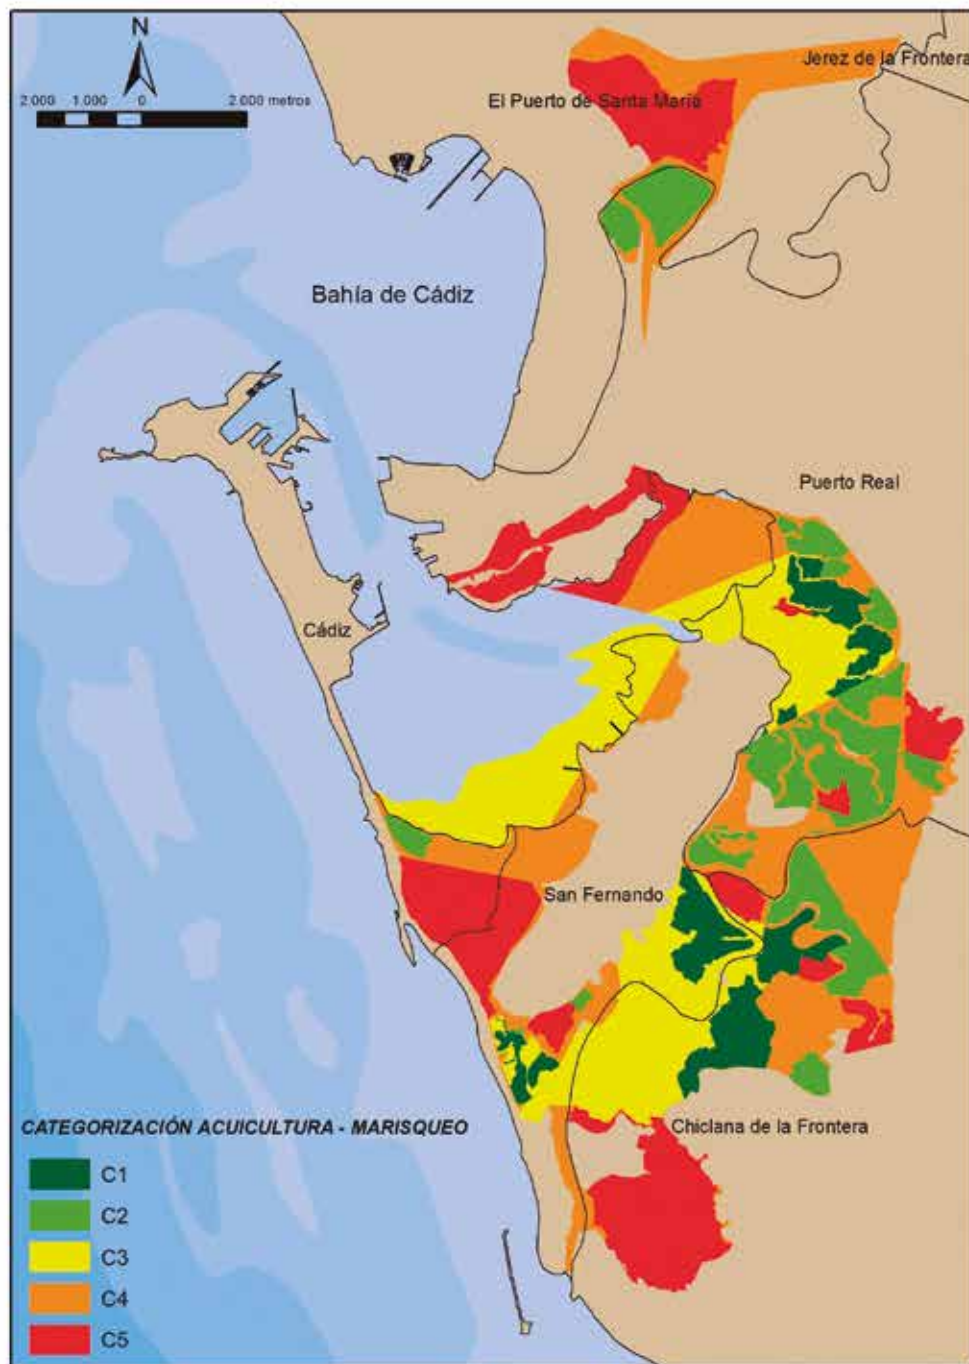 N
2 000 1 000 0 2 000 metros
Jerez de la Frontera
El Puerto de Santa María
Bahía de Cádiz
Puerto Real
Cádiz
San Fernando
Chiclana de la Frontera
CATEGORIZACIÓN ACUICULTURA - MARISQUEO
C1
C2
C3
C4
C5